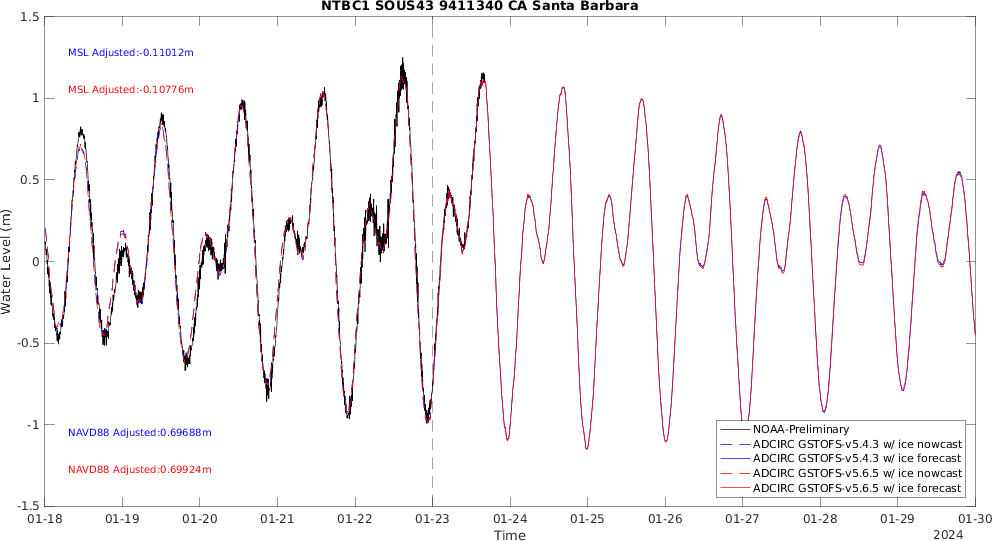 NTBC1 SOUS43 9411340 CA Santa Barbara
1.5
MSL Adjusted:-0.11012m
MSL Adjusted:-0.10776m
1
0.5
0
-0.5
-1
-1.5
Water Level (m)
NAVD88 Adjusted:0.69688m
NAVD88 Adjusted:0.69924m
NOAA-Preliminary
ADCIRC GSTOFS-v5.4.3 w/ ice nowcast
ADCIRC GSTOFS-v5.4.3 w/ ice forecast
ADCIRC GSTOFS-v5.6.5 w/ ice nowcast
ADCIRC GSTOFS-v5.6.5 w/ ice forecast
01-18 01-19 01-20 01-21 01-22 01-23 01-24 01-25 01-26 01-27 01-28 01-29 01-30
Time
2024